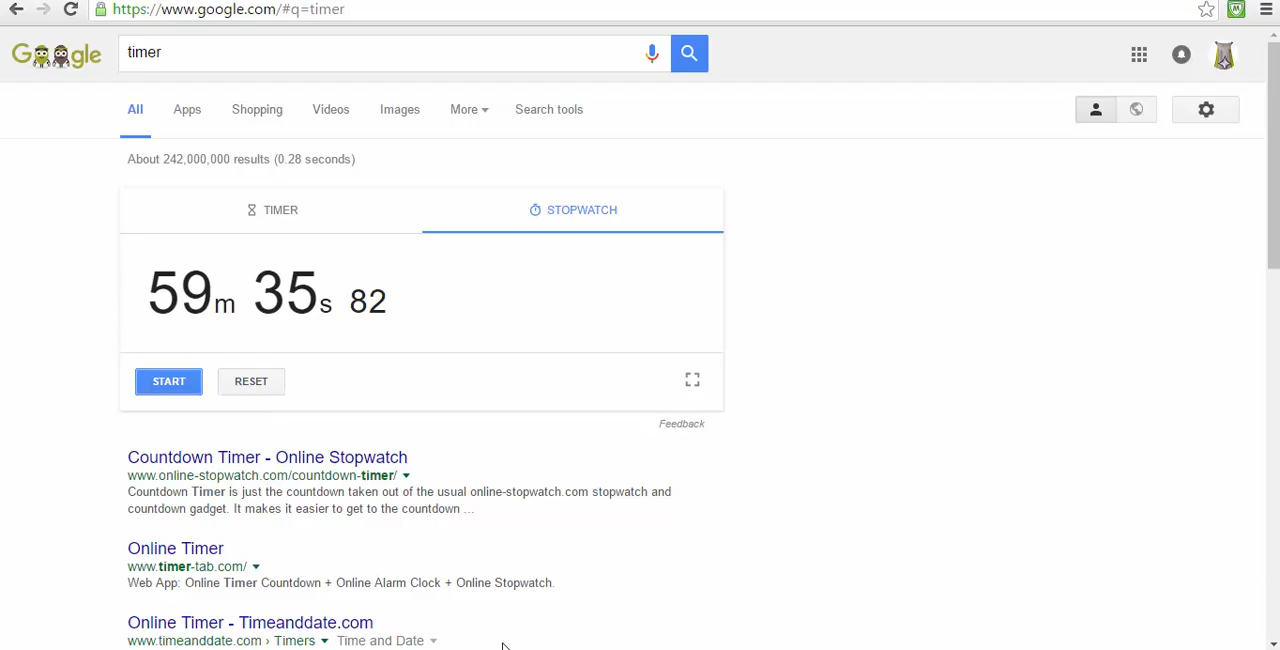 https://www.google.com/#q=timer
Google
timer
All Apps Shopping Videos Images More Search tools
About 242,000,000 results (0.28 seconds)
TIMER STOPWATCH
59m 35s 82
START RESET
Feedback
Countdown Timer - Online Stopwatch
www.online-stopwatch.com/countdown-timer/
Countdown Timer is just the countdown taken out of the usual online-stopwatch.com stopwatch and
countdown gadget. It makes it easier to get to the countdown ...
Online Timer
www.timer-tab.com/
Web App: Online Timer Countdown + Online Alarm Clock + Online Stopwatch.
Online Timer - Timeanddate.com
www.timeanddate.com › Timers Time and Date